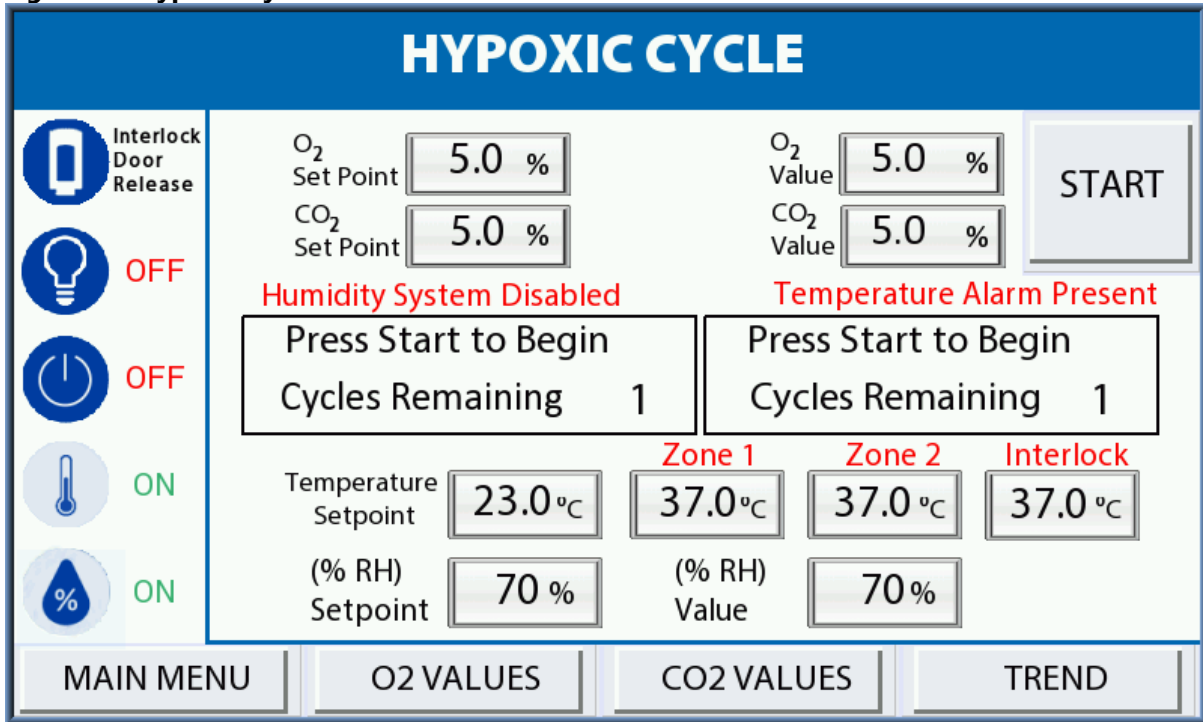 HYPOXIC CYCLE
Interlock
Door
Release
O2
Set Point
5.0 %
O2
Value
5.0 %
START
CO2
Set Point
5.0 %
CO2
Value
5.0 %
OFF
Humidity System Disabled
Temperature Alarm Present
Press Start to Begin
Cycles Remaining 1
Press Start to Begin
Cycles Remaining 1
OFF
Zone 1
Zone 2
Interlock
ON
Temperature
Setpoint
23.0 ºC
37.0 ºC
37.0 ºC
37.0 ºC
%
ON
(% RH)
Setpoint
70 %
(% RH)
Value
70 %
MAIN MENU
O2 VALUES
CO2 VALUES
TREND